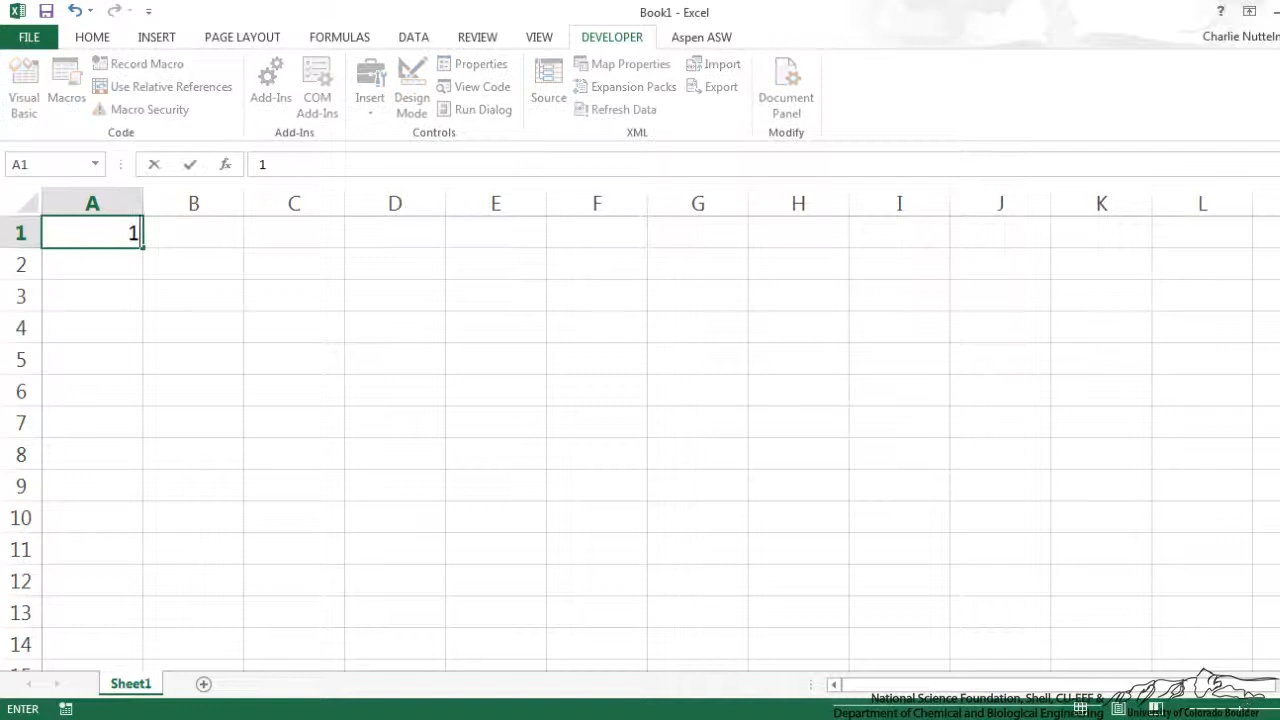 Book1 - Excel
?
FILE HOME INSERT PAGE LAYOUT FORMULAS DATA REVIEW VIEW DEVELOPER Aspen ASW Charlie Nutteln
Visual Basic
Macros
Record Macro
Use Relative References
Macro Security
Code
Add-Ins
COM Add-Ins
Add-Ins
Insert
Design Mode
Properties
View Code
Run Dialog
Controls
Source
Map Properties
Expansion Packs
Refresh Data
Import
Export
XML
Document Panel
Modify
A1 fx 1
A B C D E F G H I J K L
1 1
2
3
4
5
6
7
8
9
10
11
12
13
14
Sheet1
National Science Foundation, Shell, CU-EEF &
Department of Chemical and Biological Engineering University of Colorado Boulder
ENTER